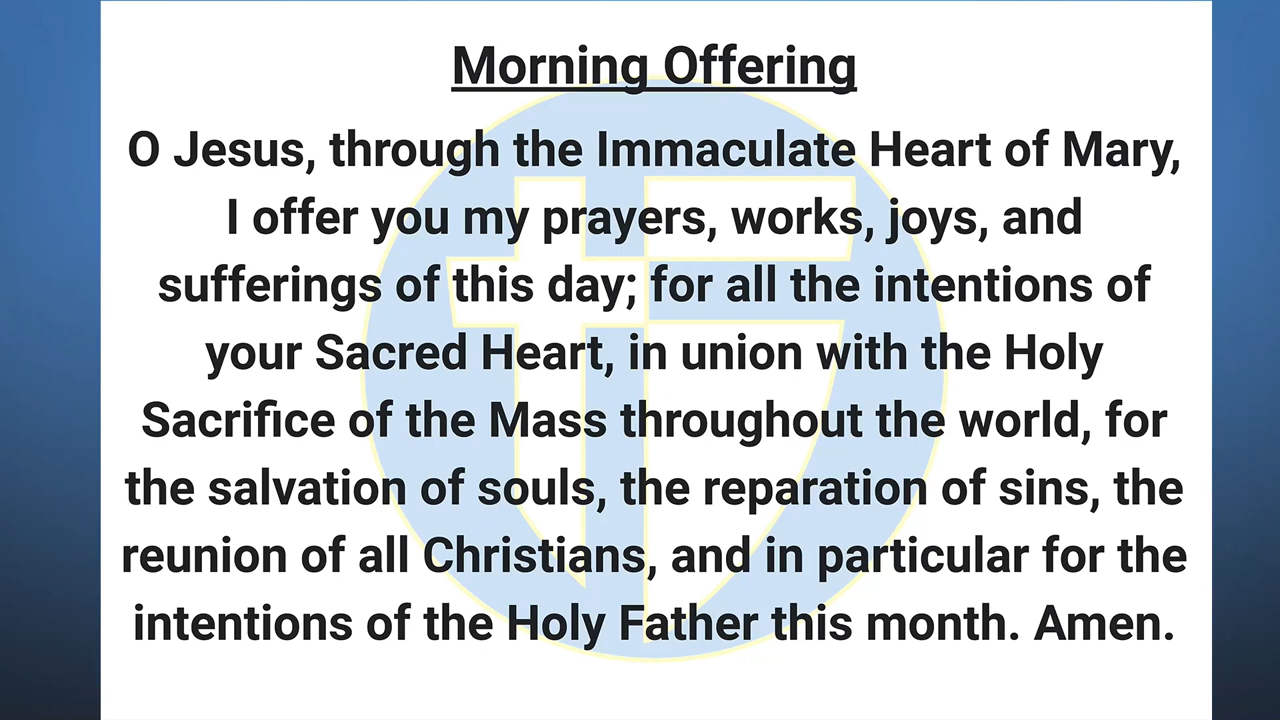 Morning Offering
O Jesus, through the Immaculate Heart of Mary,
I offer you my prayers, works, joys, and
sufferings of this day; for all the intentions of
your Sacred Heart, in union with the Holy
Sacrifice of the Mass throughout the world, for
the salvation of souls, the reparation of sins, the
reunion of all Christians, and in particular for the
intentions of the Holy Father this month. Amen.